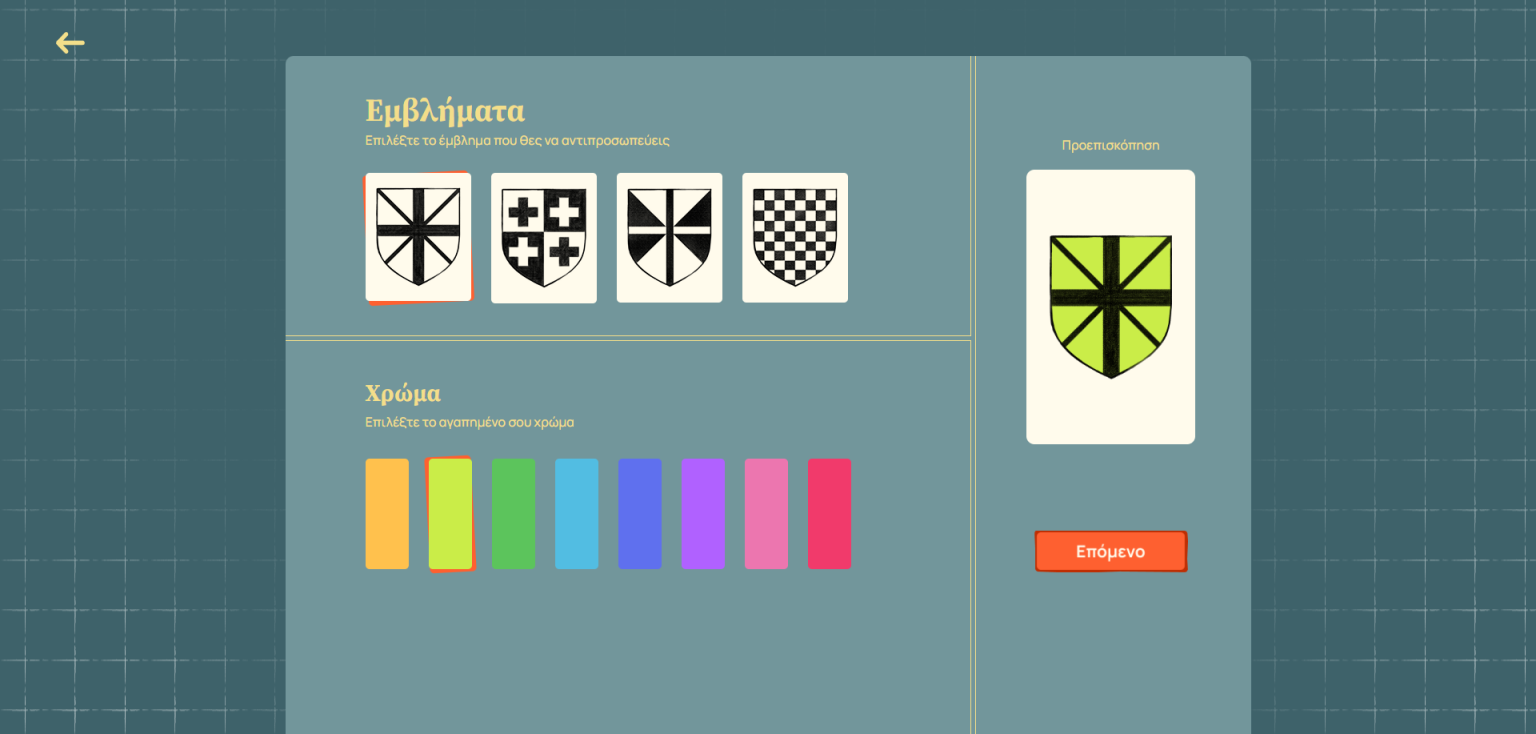 Εμβλήματα
Επιλέξτε το έμβλημα που θες να αντιπροσωπεύεις
Χρώμα
Επιλέξτε το αγαπημένο σου χρώμα
Προεπισκόπηση
Επόμενο